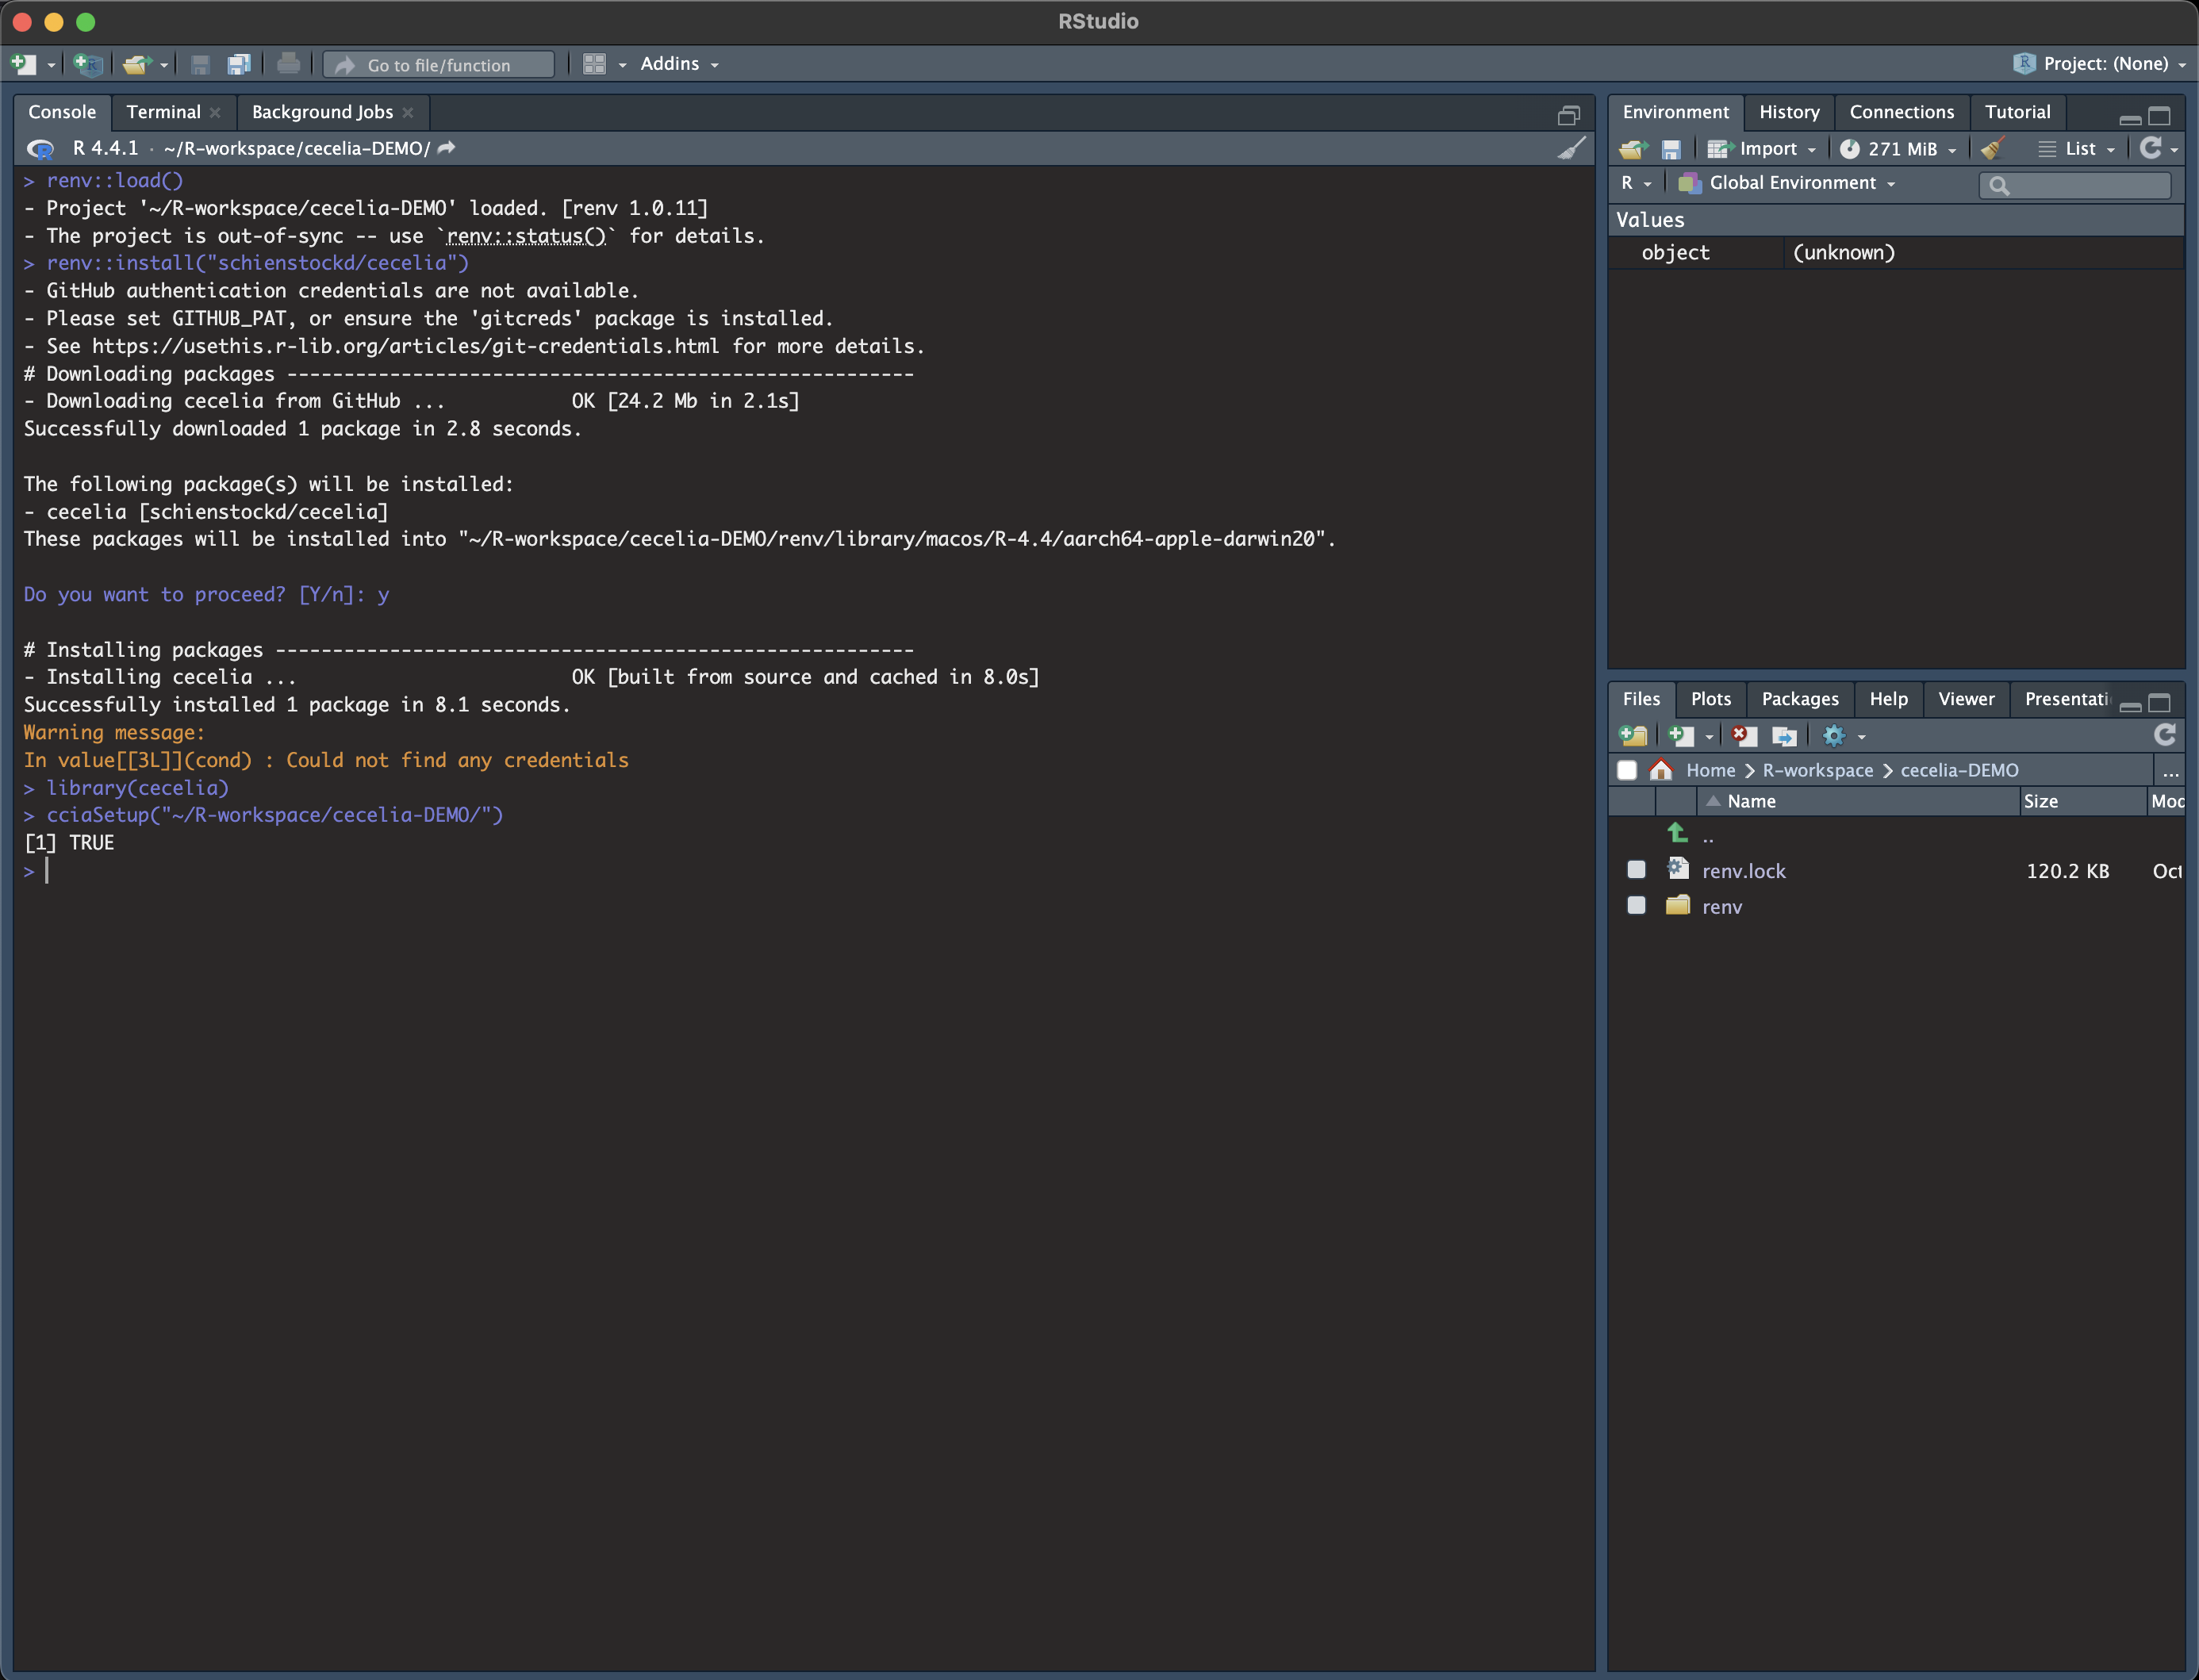 RStudio
Go to file/function
Addins
Project: (None)
Console
Terminal
Background Jobs
R 4.4.1 · ~/R-workspace/cecelia-DEMO/
> renv::load()
- Project '~/R-workspace/cecelia-DEMO' loaded. [renv 1.0.11]
- The project is out-of-sync -- use `renv::status()` for details.
> renv::install("schienstockd/cecelia")
- GitHub authentication credentials are not available.
- Please set GITHUB_PAT, or ensure the 'gitcreds' package is installed.
- See https://usethis.r-lib.org/articles/git-credentials.html for more details.
# Downloading packages -------------------------------------------------------
- Downloading cecelia from GitHub ...           OK [24.2 Mb in 2.1s]
Successfully downloaded 1 package in 2.8 seconds.
The following package(s) will be installed:
- cecelia [schienstockd/cecelia]
These packages will be installed into "~/R-workspace/cecelia-DEMO/renv/library/macos/R-4.4/aarch64-apple-darwin20".
Do you want to proceed? [Y/n]: y
# Installing packages --------------------------------------------------------
- Installing cecelia ...                        OK [built from source and cached in 8.0s]
Successfully installed 1 package in 8.1 seconds.
Warning message:
In value[[3L]](cond) : Could not find any credentials
> library(cecelia)
> cciaSetup("~/R-workspace/cecelia-DEMO/")
[1] TRUE
>
Environment
History
Connections
Tutorial
Import
271 MiB
List
R
Global Environment
Values
object
(unknown)
Files
Plots
Packages
Help
Viewer
Presentati
Home
R-workspace
cecelia-DEMO
...
Name
Size
Mod
..
renv.lock
120.2 KB
Oct
renv